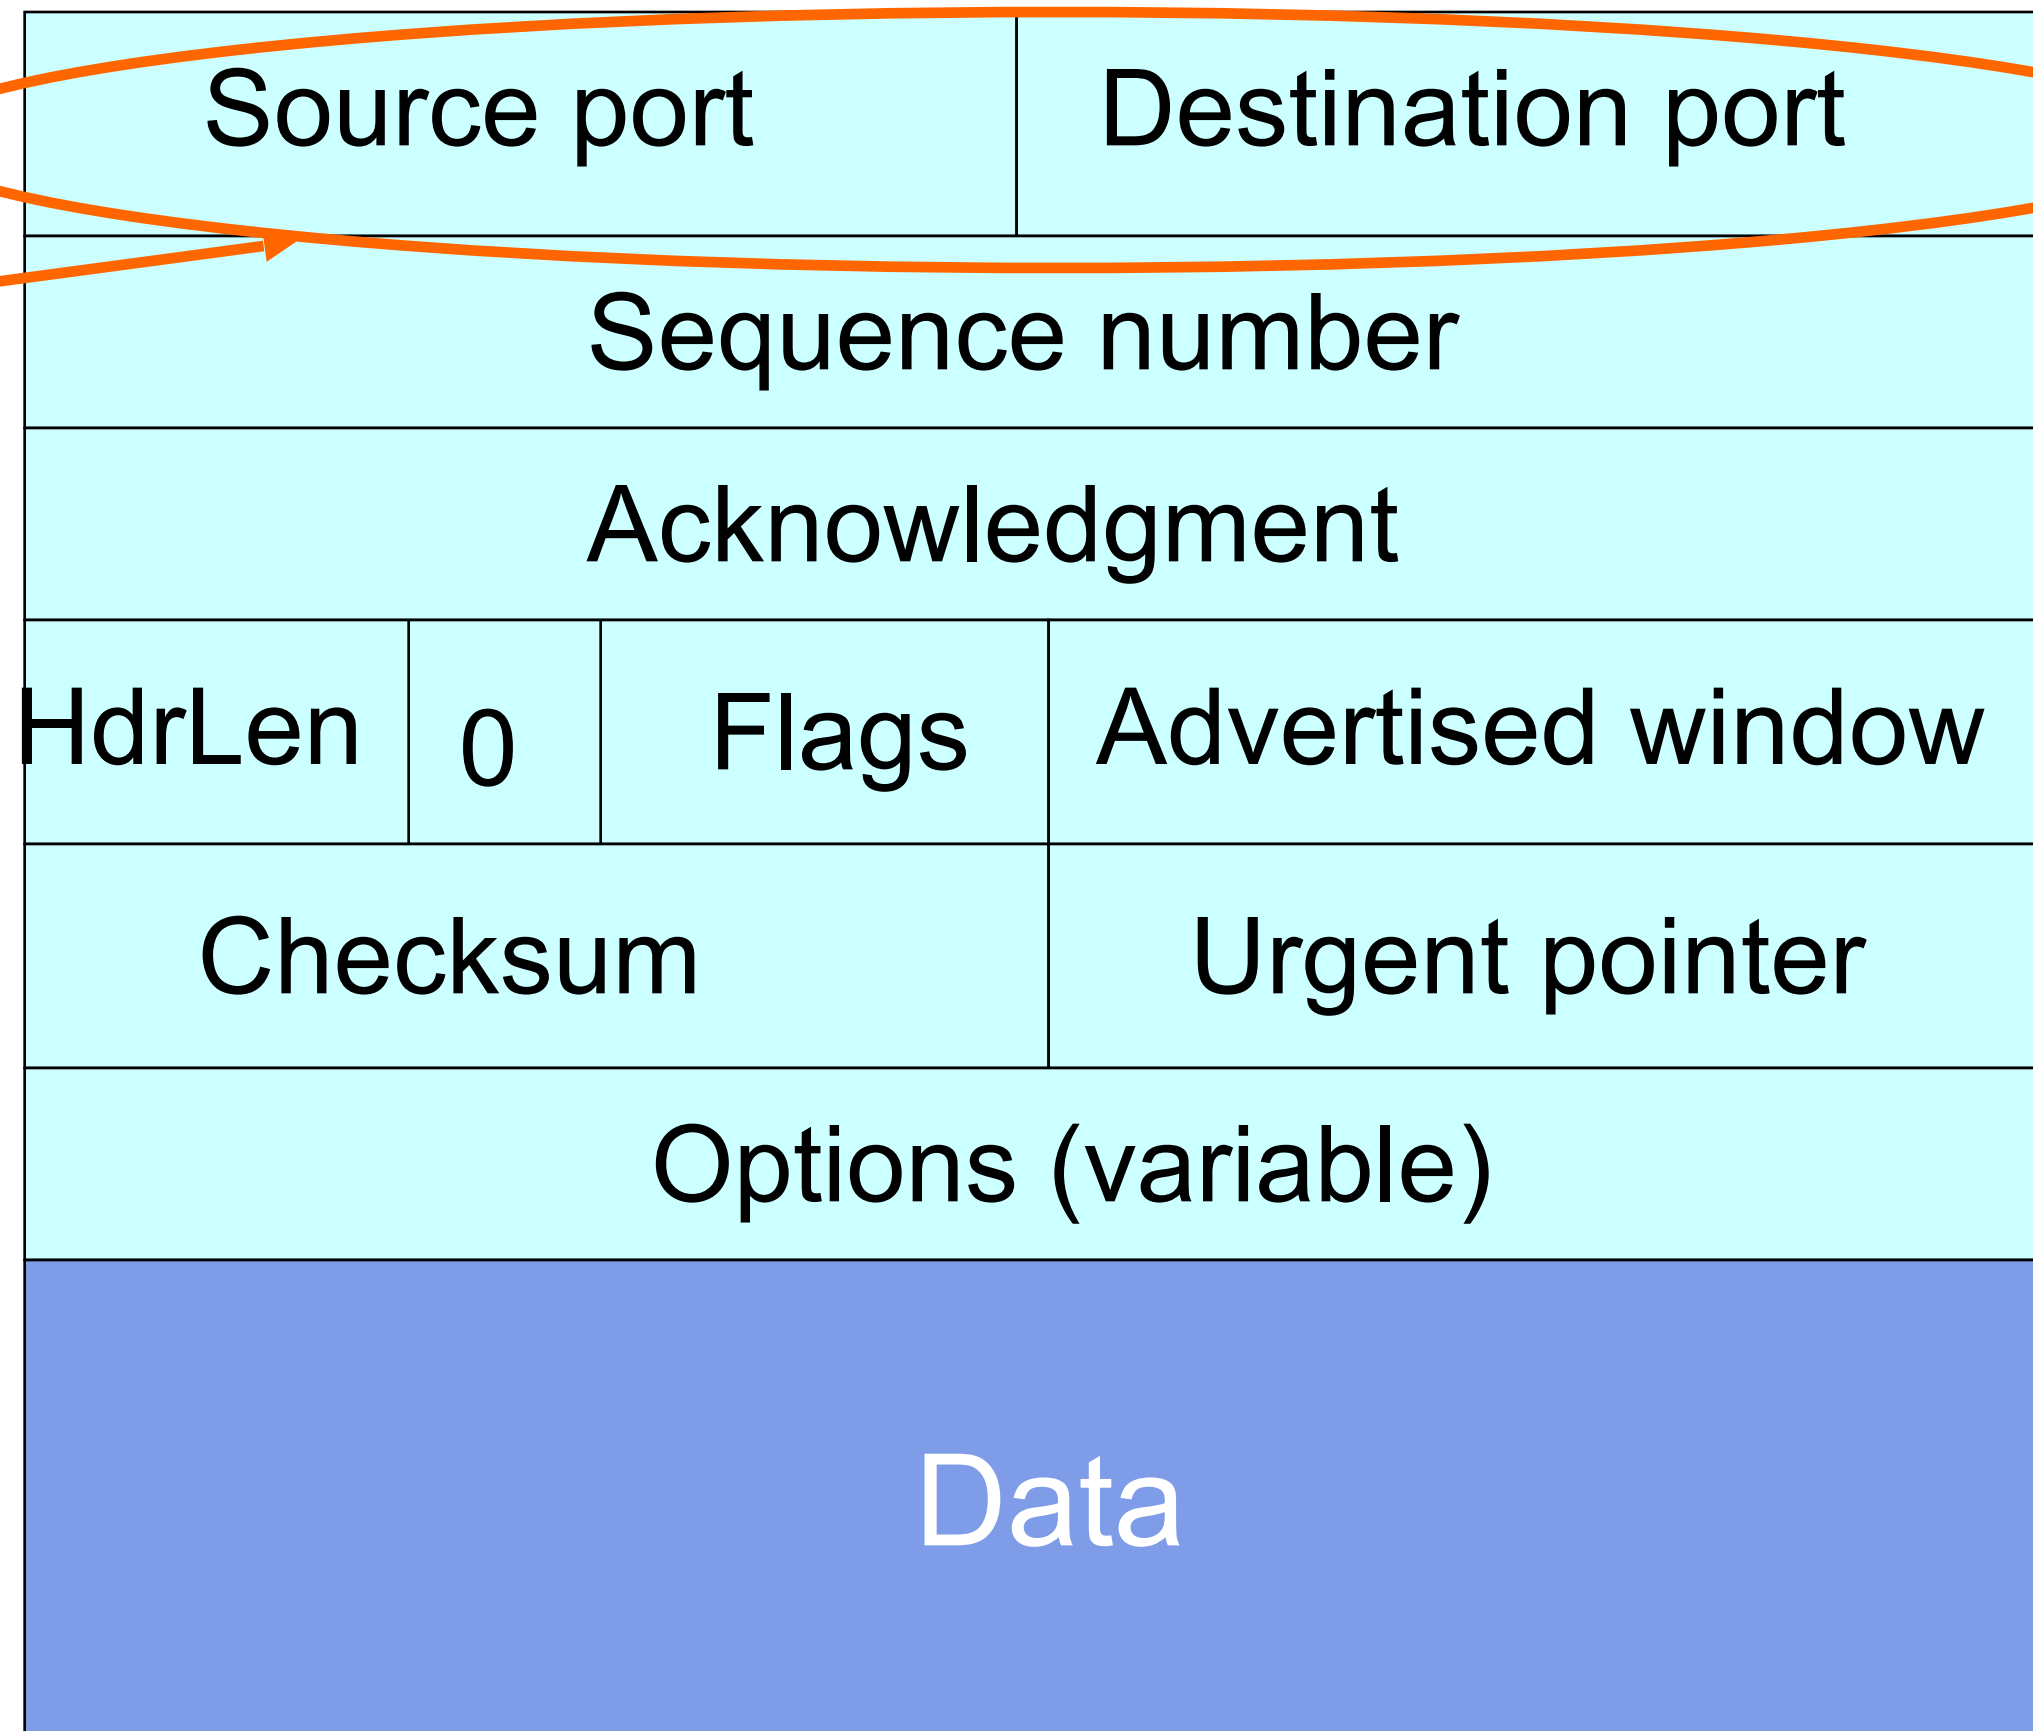 Source port Destination port
Sequence number
Acknowledgment
HdrLen 0 Flags Advertised window
Checksum Urgent pointer
Options (variable)
Data